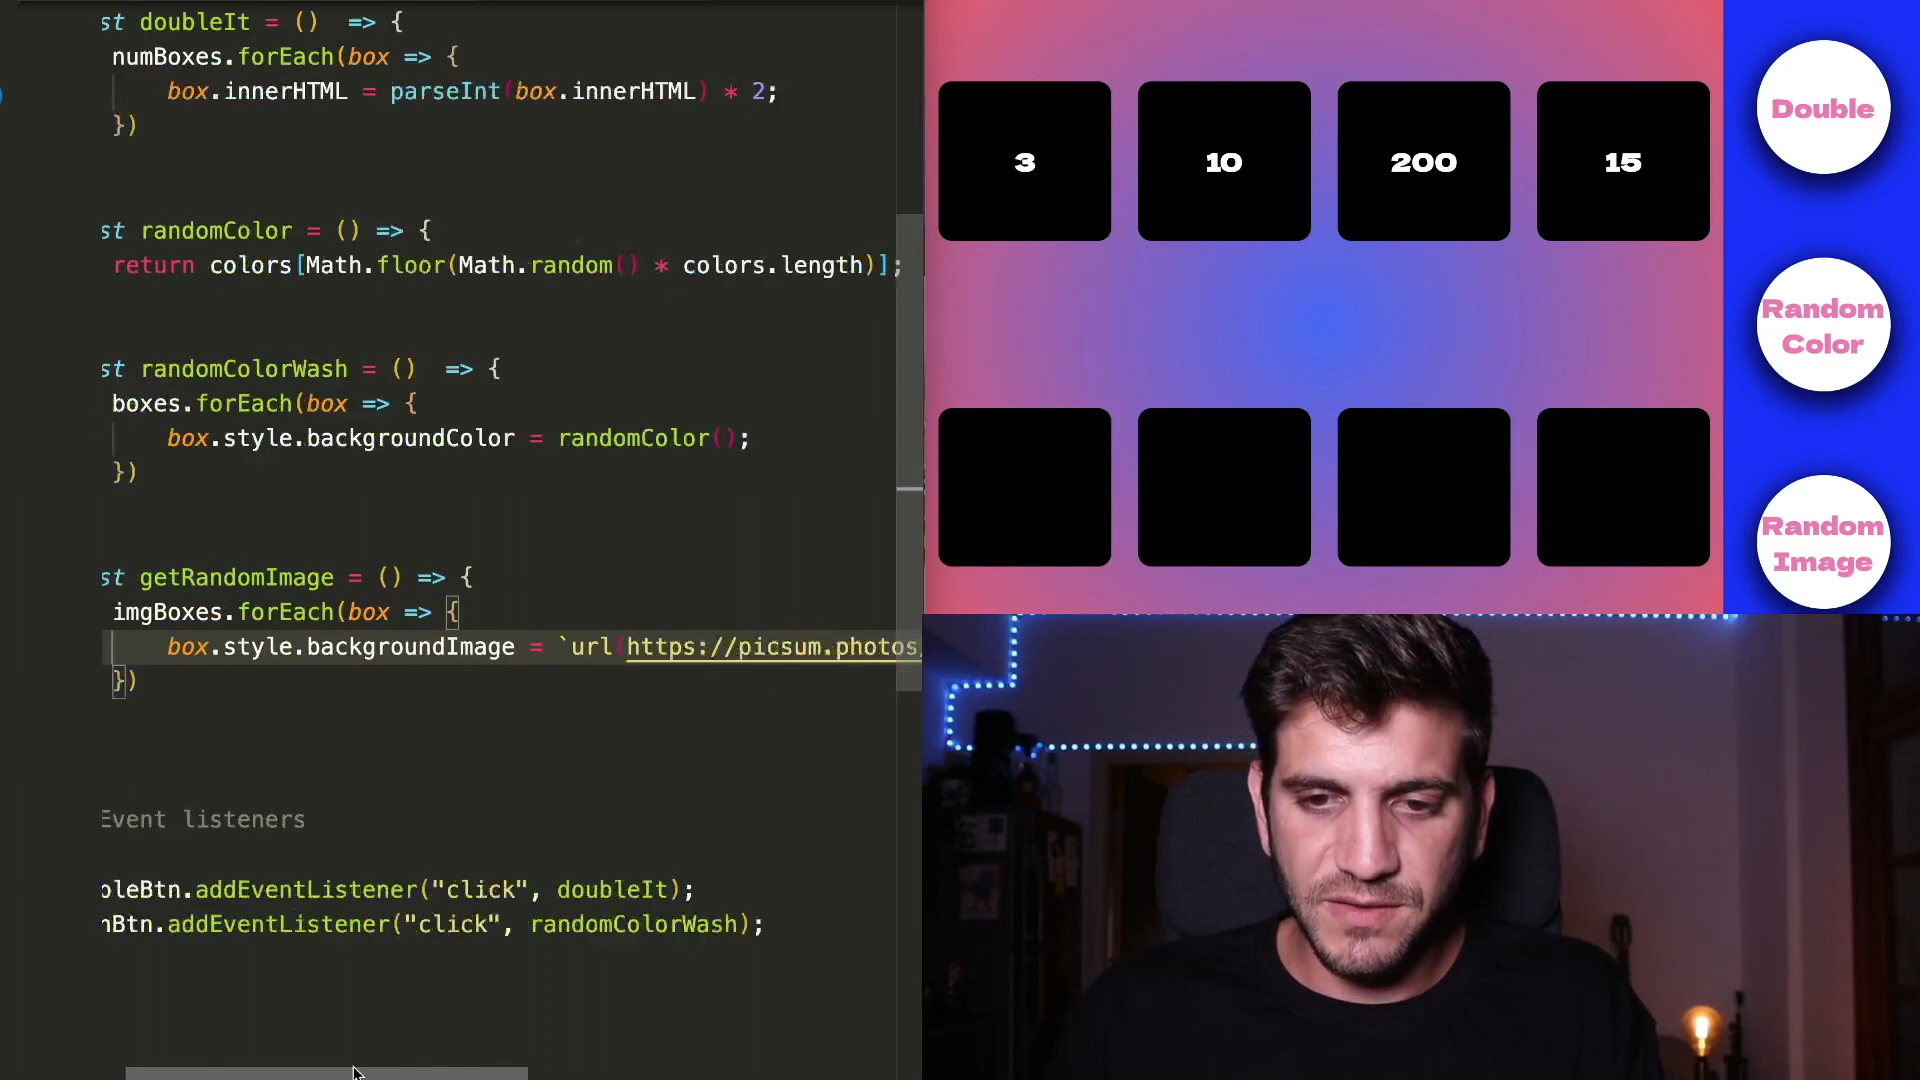 st doubleIt = () => {
numBoxes.forEach(box => {
box.innerHTML = parseInt(box.innerHTML) * 2;
})
st randomColor = () => {
return colors[Math.floor(Math.random() * colors.length)];
st randomColorWash = () => {
boxes.forEach(box => {
box.style.backgroundColor = randomColor();
})
st getRandomImage = () => {
imgBoxes.forEach(box => {
box.style.backgroundImage = `url(https://picsum.photos/
})
Event listeners
leBtn.addEventListener("click", doubleIt);
Btn.addEventListener("click", randomColorWash);
3
10
200
15
Double
Random
Color
Random
Image